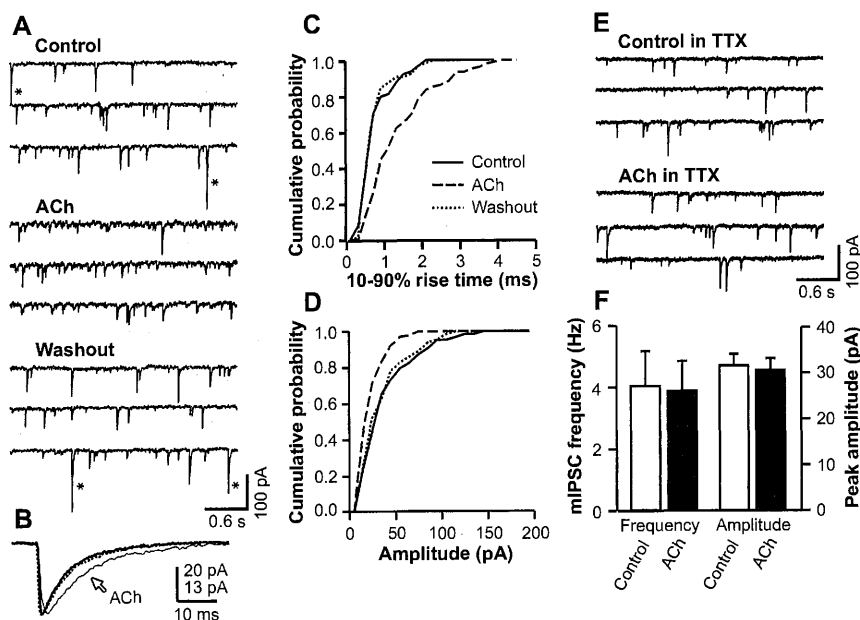 A
Control
*
*
ACh
Washout
*
*
0.6 s
100 pA
B
ACh
20 pA
13 pA
10 ms
C
Cumulative probability
1.0
0.8
0.6
0.4
0.2
0.0
Control
ACh
Washout
0 1 2 3 4 5
10-90% rise time (ms)
D
Cumulative probability
1.0
0.8
0.6
0.4
0.2
0.0
0 50 100 150 200
Amplitude (pA)
E
Control in TTX
ACh in TTX
0.6 s
100 pA
F
mIPSC frequency (Hz)
6
4
2
0
Peak amplitude (pA)
40
30
20
10
0
Frequency Amplitude
Control
ACh
Control
ACh